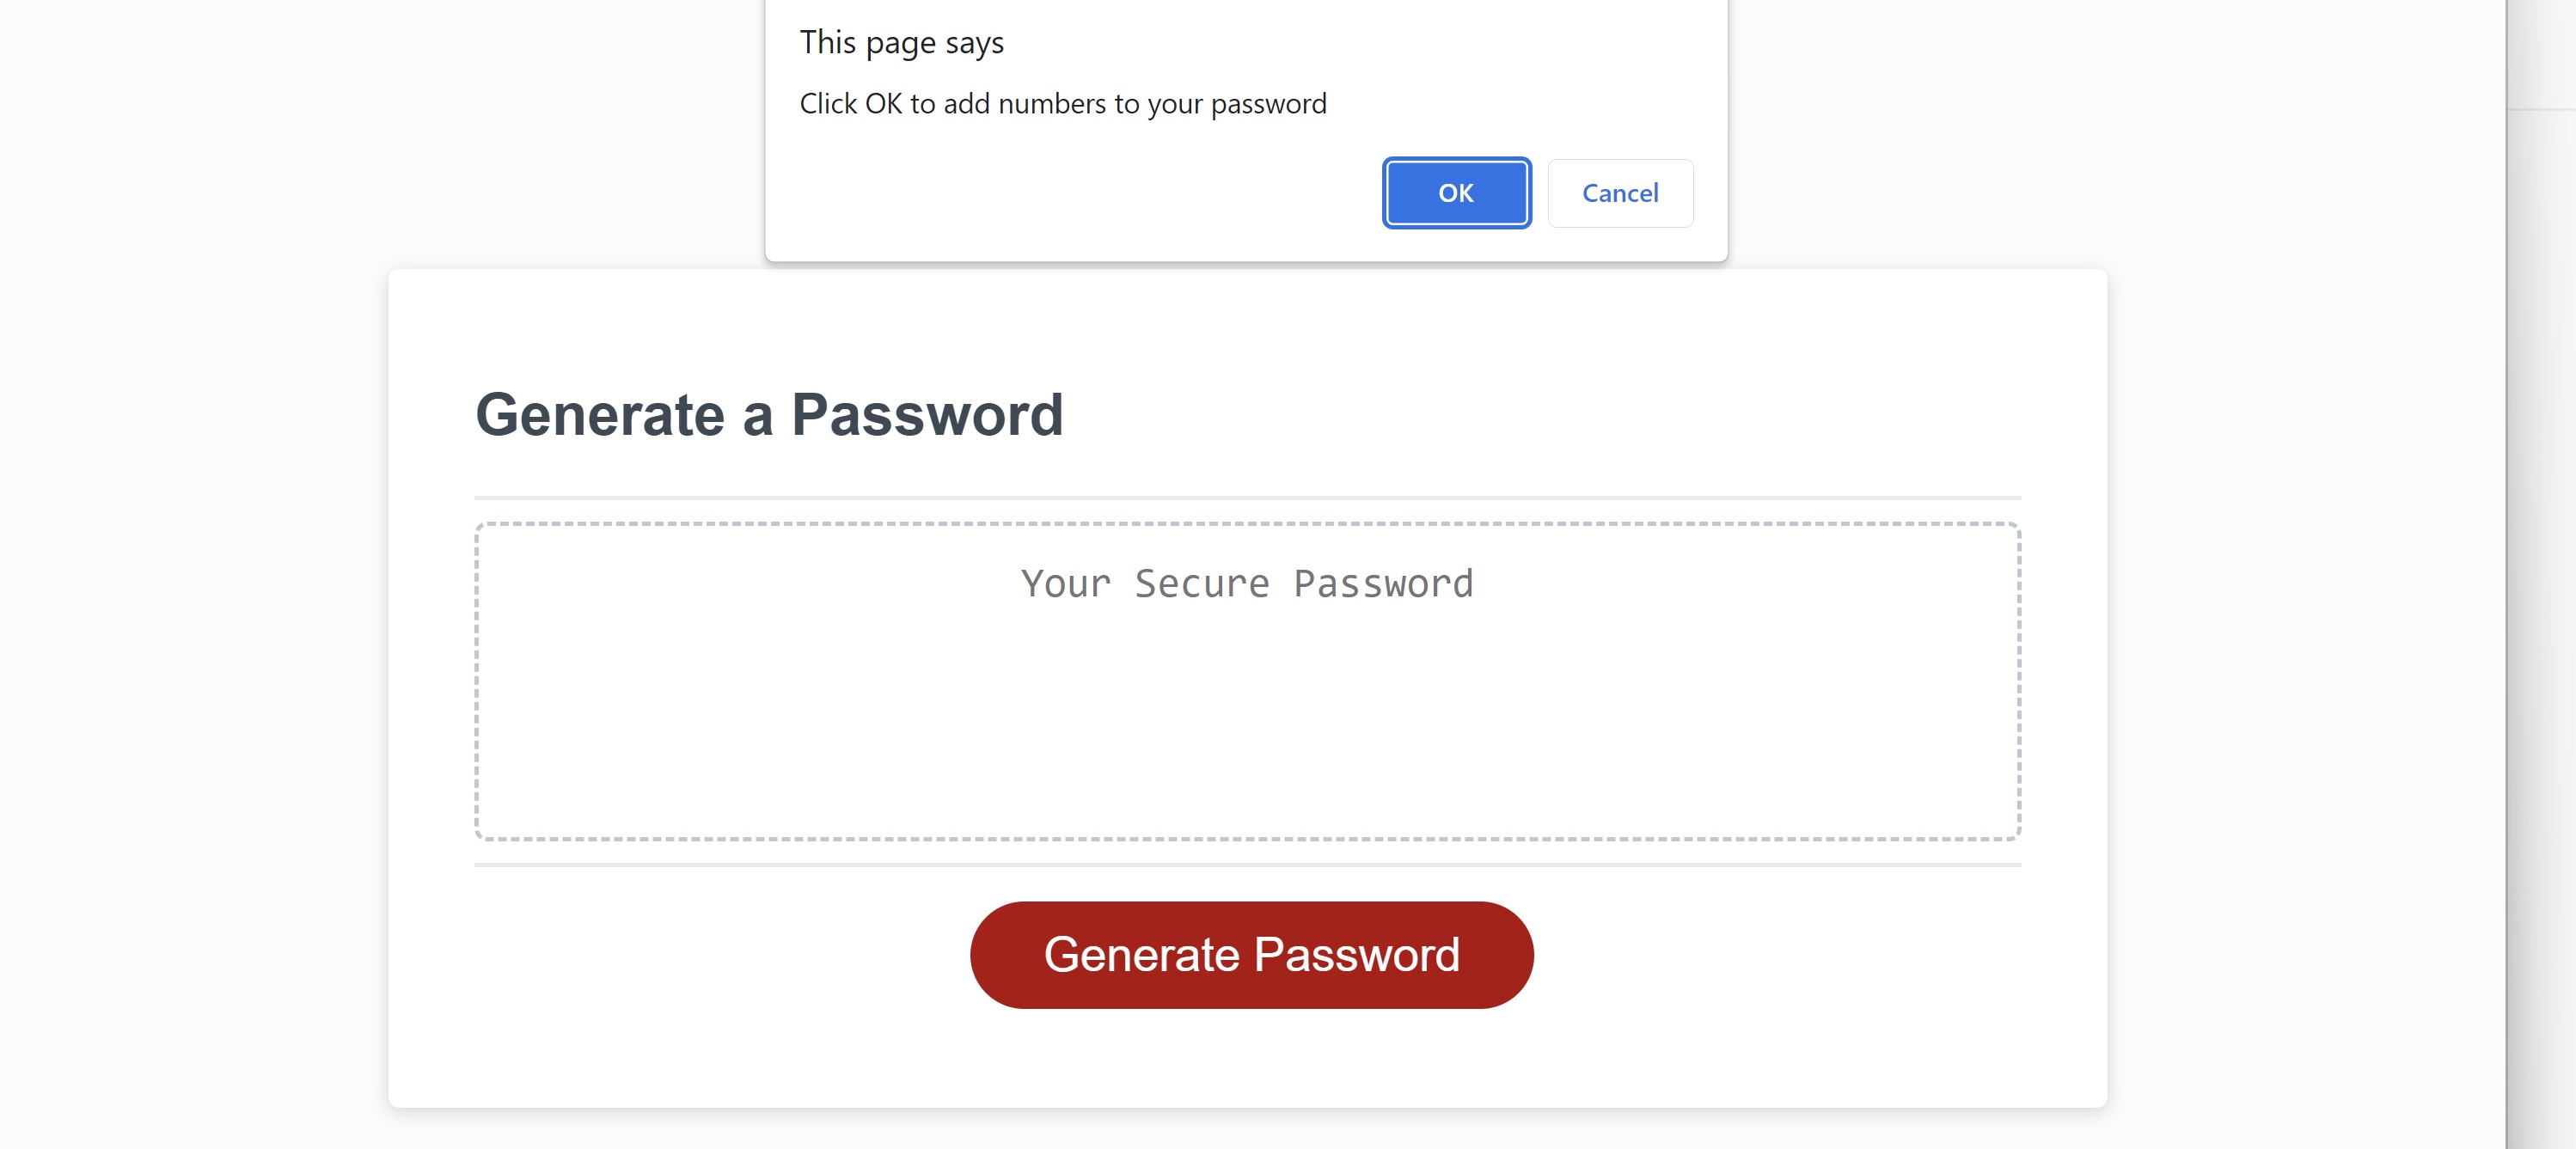 This page says
Click OK to add numbers to your password
OK Cancel
Generate a Password
Your Secure Password
Generate Password